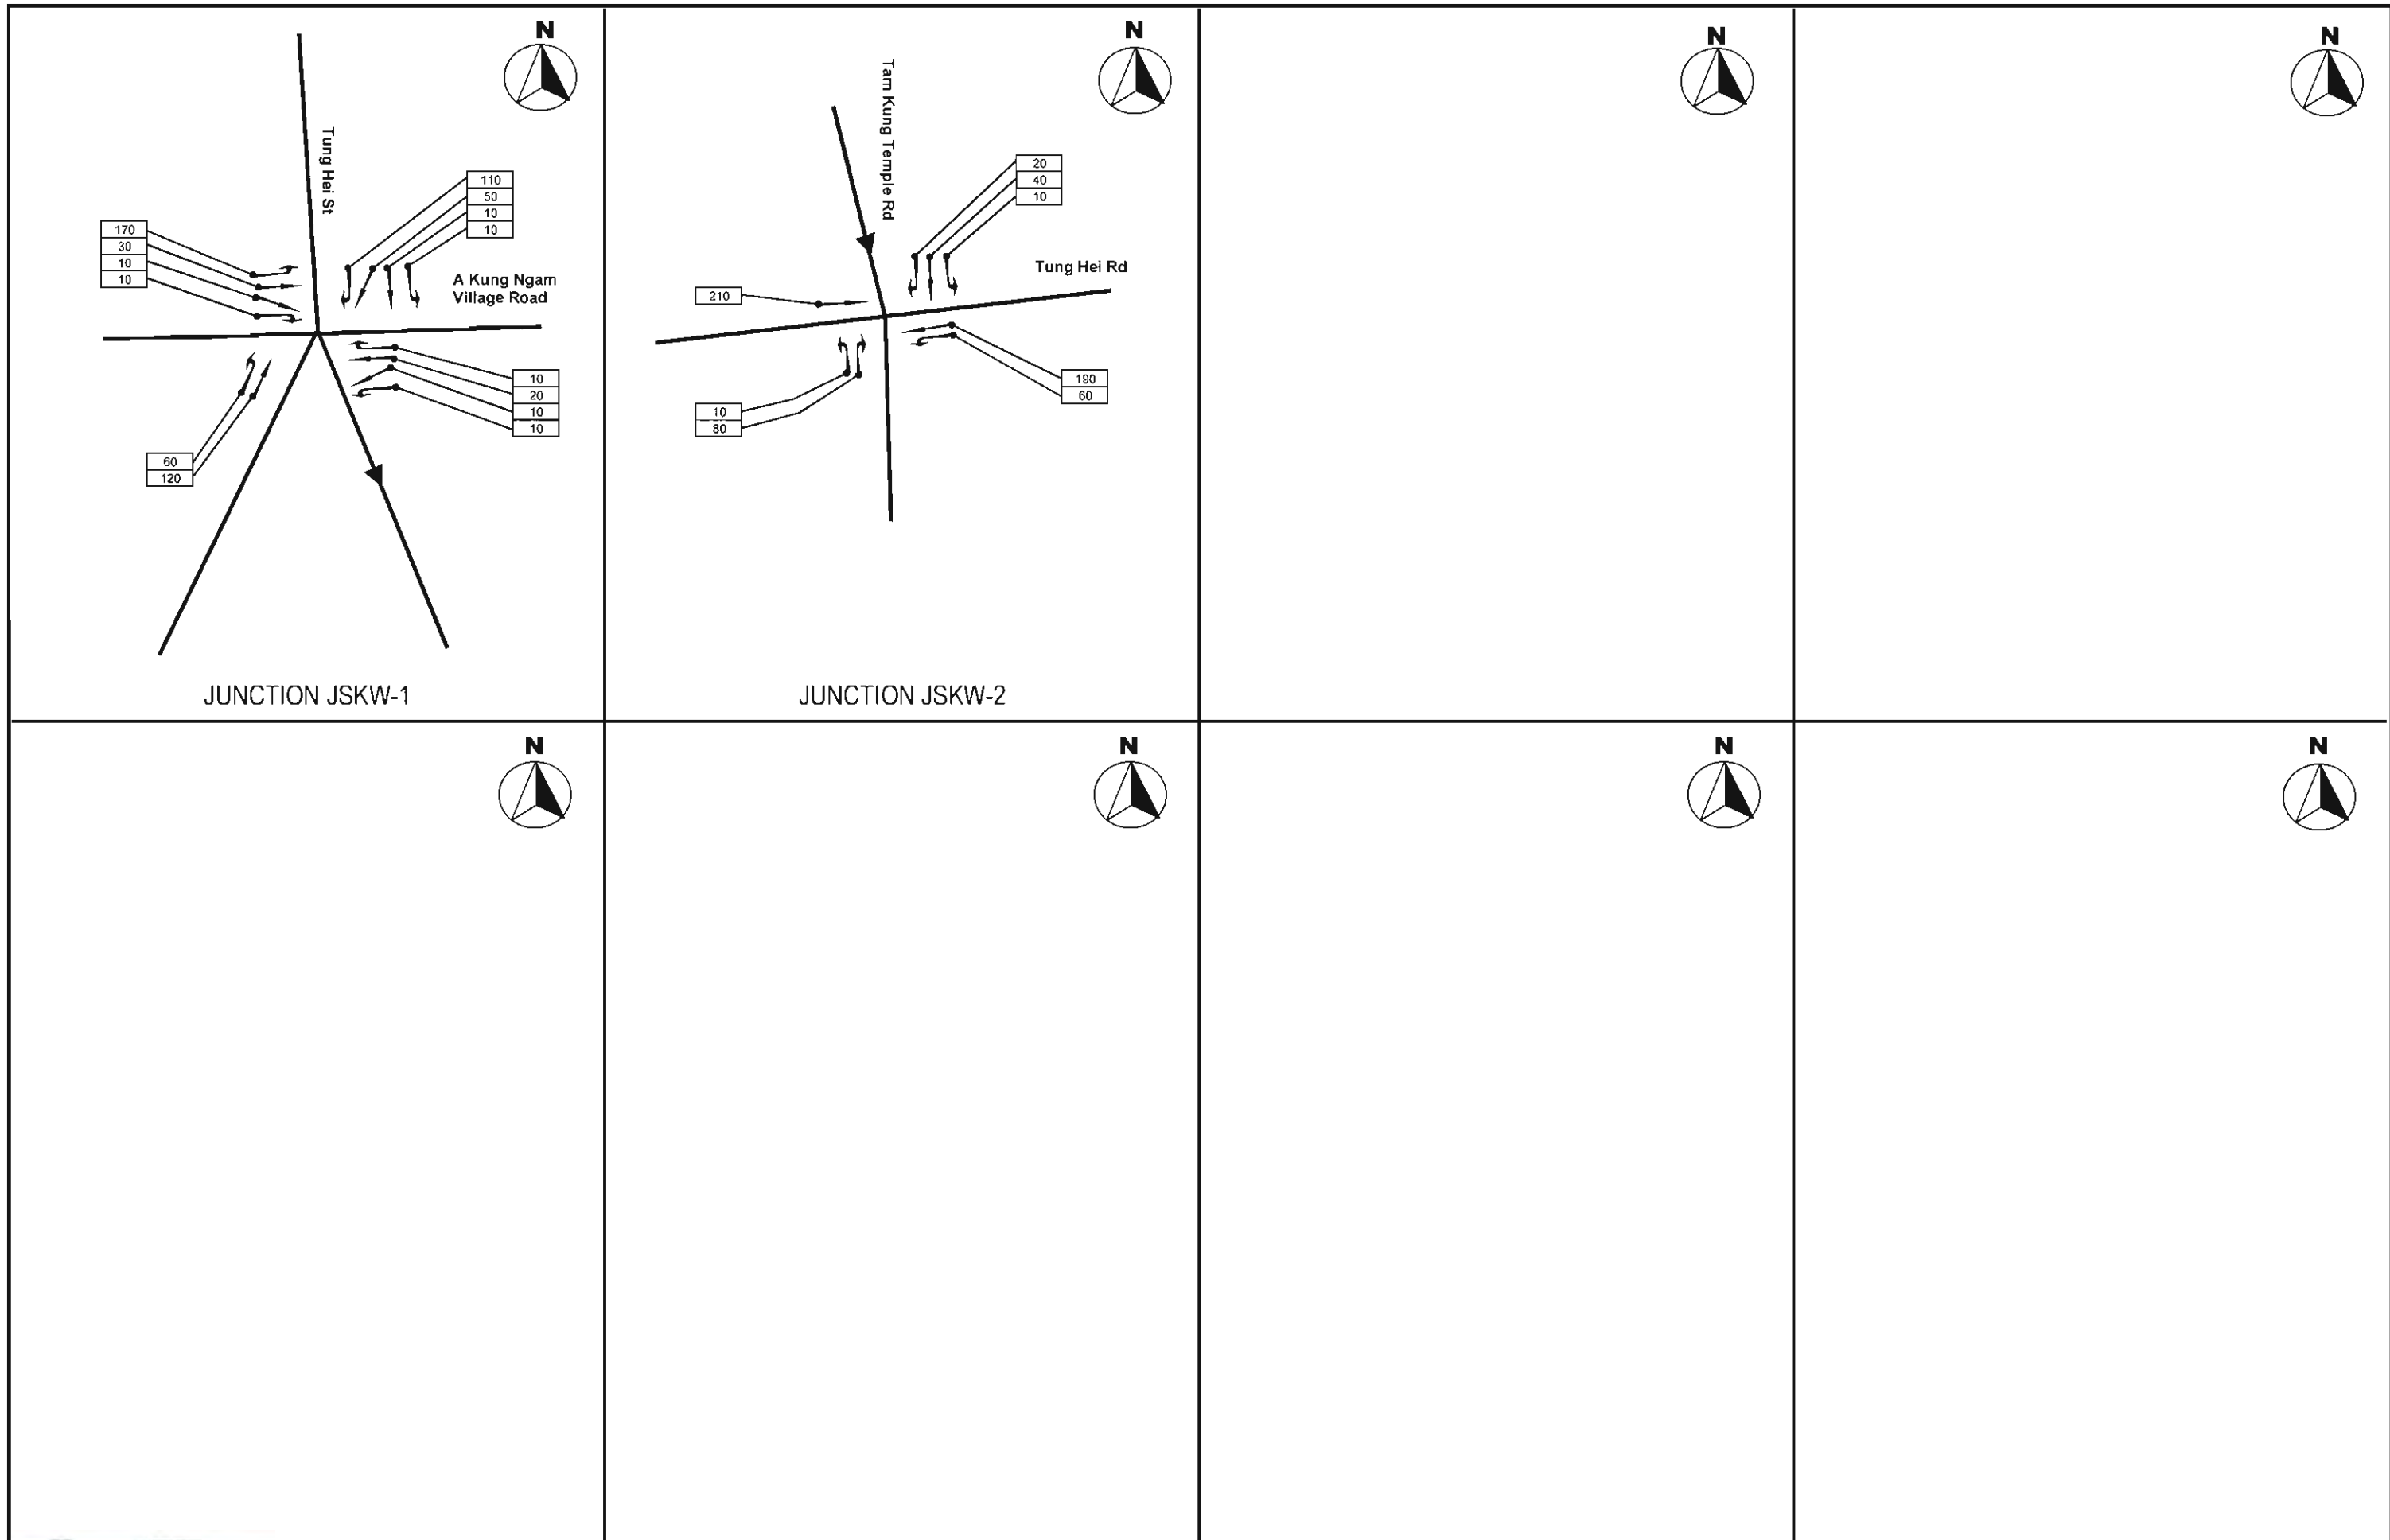 N
Tung Hei St
110
50
10
10
170
30
10
10
A Kung Ngam
Village Road
10
20
10
10
60
120
JUNCTION JSKW-1
N
Tam Kung Temple Rd
20
40
10
Tung Hei Rd
210
190
60
10
80
JUNCTION JSKW-2
N
N
N
N
N
N